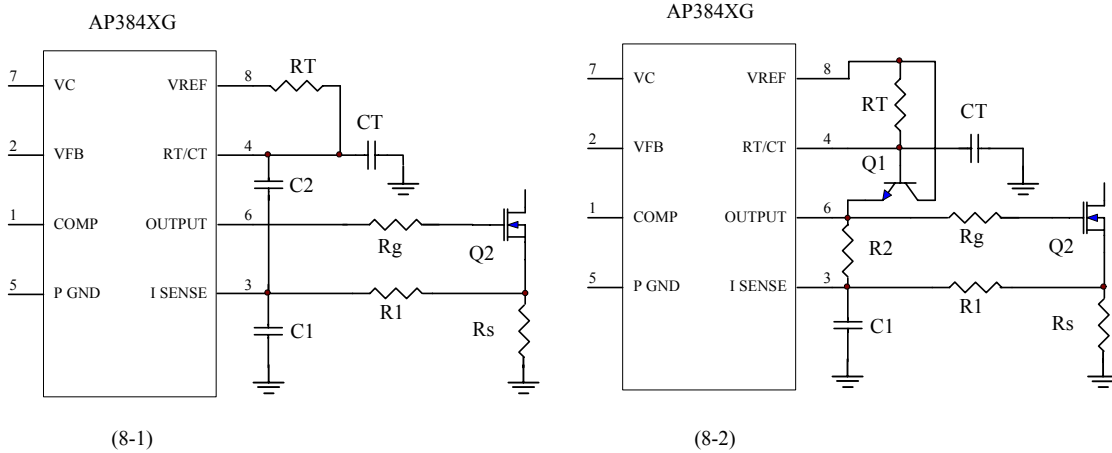 AP384XG
7 VC VREF 8 RT
CT
2 VFB RT/CT 4
C2
1 COMP OUTPUT 6
Rg Q2
5 P GND I SENSE 3
R1
C1 Rs
(8-1)
AP384XG
7 VC VREF 8
RT CT
2 VFB RT/CT 4
Q1
1 COMP OUTPUT 6
R2 Rg Q2
5 P GND I SENSE 3
R1
C1 Rs
(8-2)